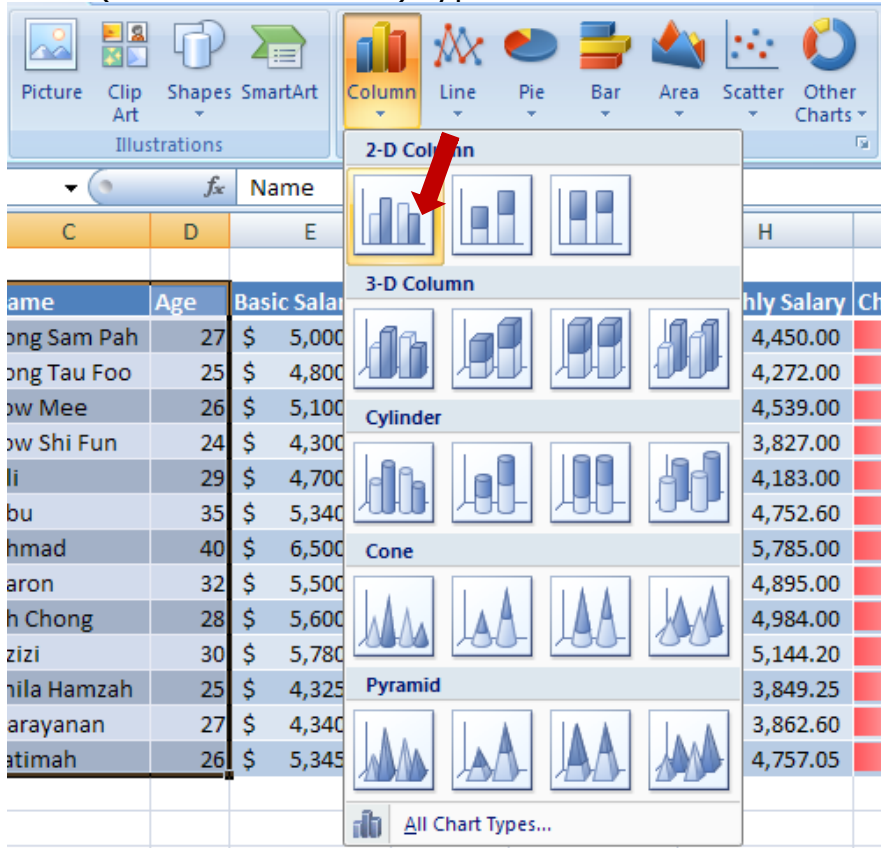 Picture Clip Art Shapes SmartArt Column Line Pie Bar Area Scatter Other Charts
Illustrations
fx Name
C D E H
2-D Column
3-D Column
Cylinder
Cone
Pyramid
All Chart Types...
ame Age Basic Salar hly Salary Ch
ong Sam Pah 27 $ 5,000 4,450.00
ong Tau Foo 25 $ 4,800 4,272.00
ow Mee 26 $ 5,100 4,539.00
ow Shi Fun 24 $ 4,300 3,827.00
li 29 $ 4,700 4,183.00
bu 35 $ 5,340 4,752.60
hmad 40 $ 6,500 5,785.00
aron 32 $ 5,500 4,895.00
h Chong 28 $ 5,600 4,984.00
zizi 30 $ 5,780 5,144.20
hila Hamzah 25 $ 4,325 3,849.25
arayanan 27 $ 4,340 3,862.60
atimah 26 $ 5,345 4,757.05